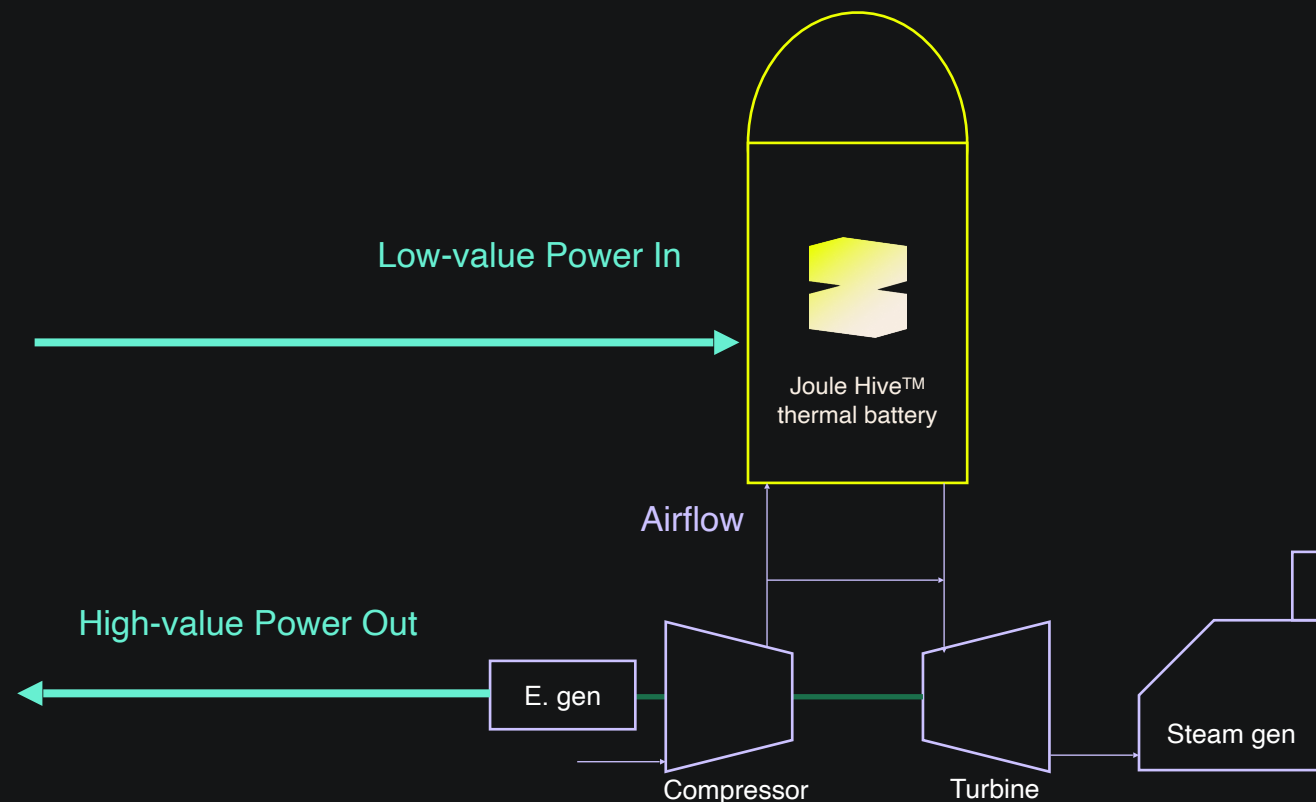 Low-value Power In
Joule Hive™
thermal battery
Airflow
High-value Power Out
E. gen
Steam gen
Compressor
Turbine